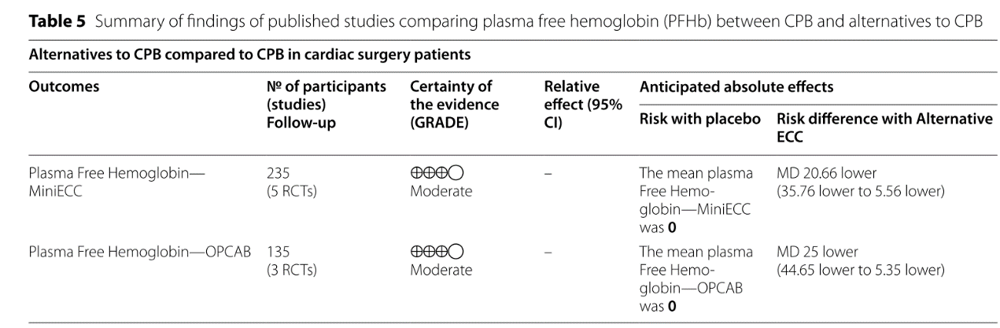 Table 5 Summary of findings of published studies comparing plasma free hemoglobin (PFHb) between CPB and alternatives to CPB
Alternatives to CPB compared to CPB in cardiac surgery patients
Outcomes
№ of participants
(studies)
Follow-up
Certainty of
the evidence
(GRADE)
Relative
effect (95%
CI)
Anticipated absolute effects
Risk with placebo
Risk difference with Alternative
ECC
Plasma Free Hemoglobin—
MiniECC
235
(5 RCTs)
⊕⊕⊕◯
Moderate
–
The mean plasma
Free Hemo-
globin—MiniECC
was 0
MD 20.66 lower
(35.76 lower to 5.56 lower)
Plasma Free Hemoglobin—OPCAB
135
(3 RCTs)
⊕⊕⊕◯
Moderate
–
The mean plasma
Free Hemo-
globin—OPCAB
was 0
MD 25 lower
(44.65 lower to 5.35 lower)